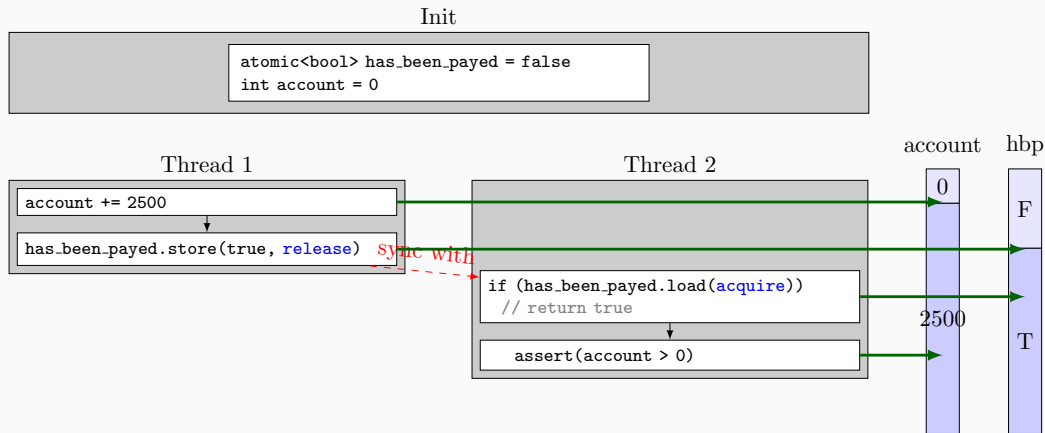 Init
atomic<bool> has_been_payed = false
int account = 0
Thread 1
Thread 2
account
hbp
account += 2500
0
F
has_been_payed.store(true, release)
sync with
if (has_been_payed.load(acquire))
// return true
2500
T
assert(account > 0)